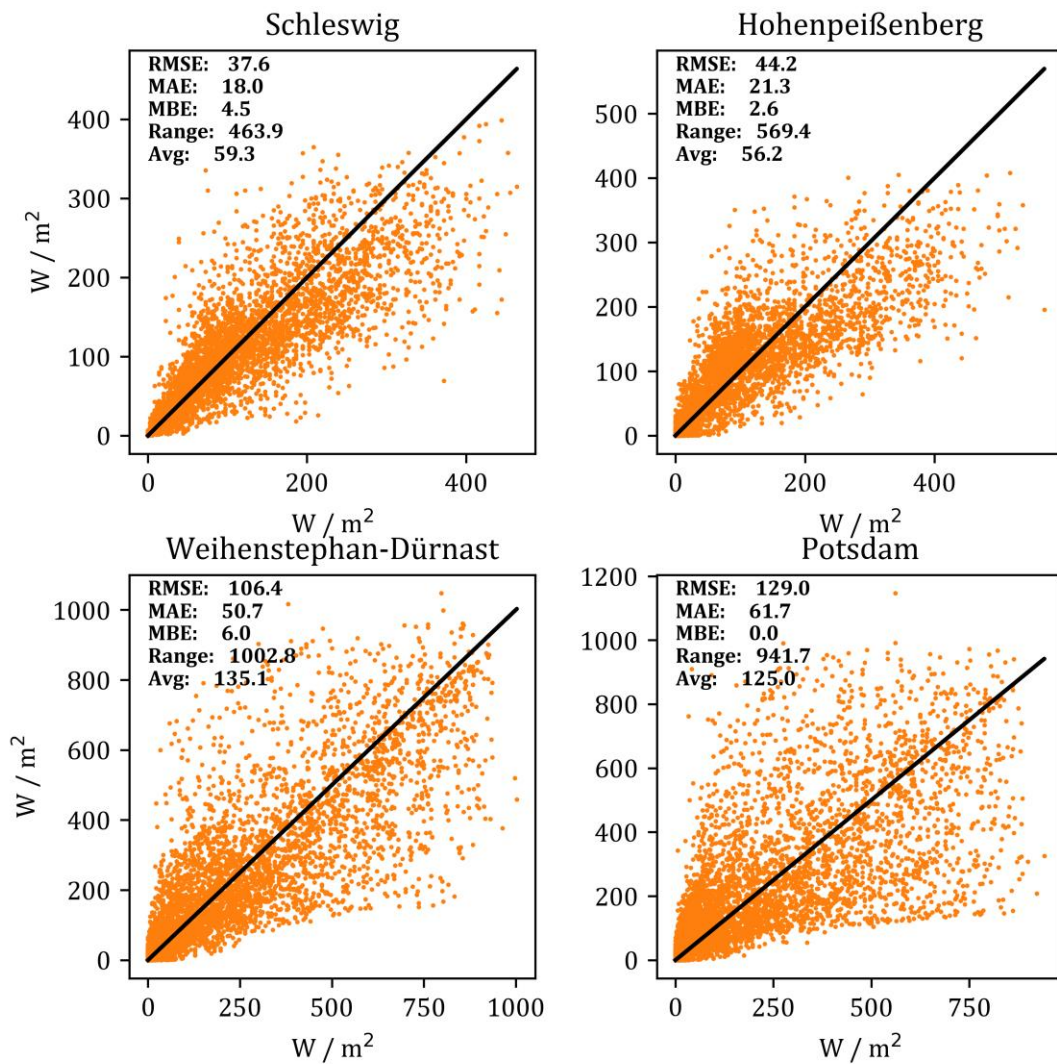 Schleswig
RMSE: 37.6
MAE: 18.0
MBE: 4.5
Range: 463.9
Avg: 59.3
400
300
200
100
0
W / m²
0 200 400
W / m²
Hohenpeißenberg
RMSE: 44.2
MAE: 21.3
MBE: 2.6
Range: 569.4
Avg: 56.2
500
400
300
200
100
0
0 200 400
W / m²
Weihenstephan-Dürnast
RMSE: 106.4
MAE: 50.7
MBE: 6.0
Range: 1002.8
Avg: 135.1
1000
800
600
400
200
0
W / m²
0 250 500 750 1000
W / m²
Potsdam
RMSE: 129.0
MAE: 61.7
MBE: 0.0
Range: 941.7
Avg: 125.0
1200
1000
800
600
400
200
0
0 250 500 750
W / m²